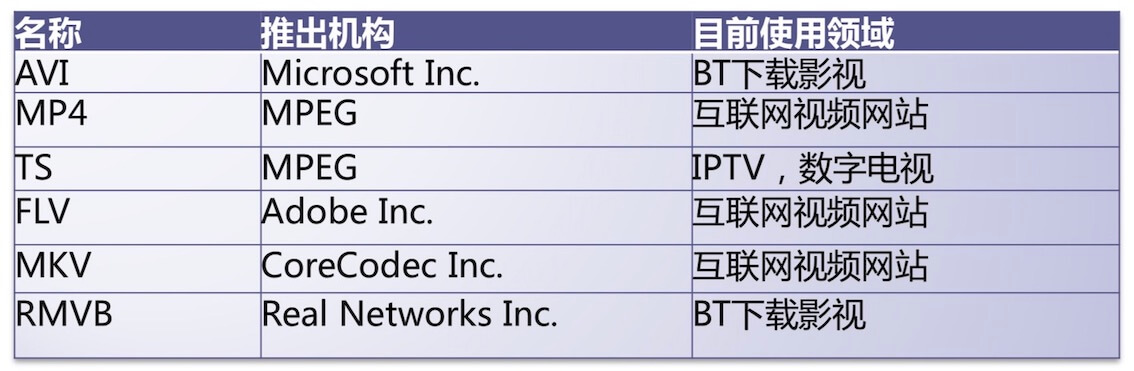 名称 推出机构 目前使用领域
AVI Microsoft Inc. BT下载影视
MP4 MPEG 互联网视频网站
TS MPEG IPTV，数字电视
FLV Adobe Inc. 互联网视频网站
MKV CoreCodec Inc. 互联网视频网站
RMVB Real Networks Inc. BT下载影视